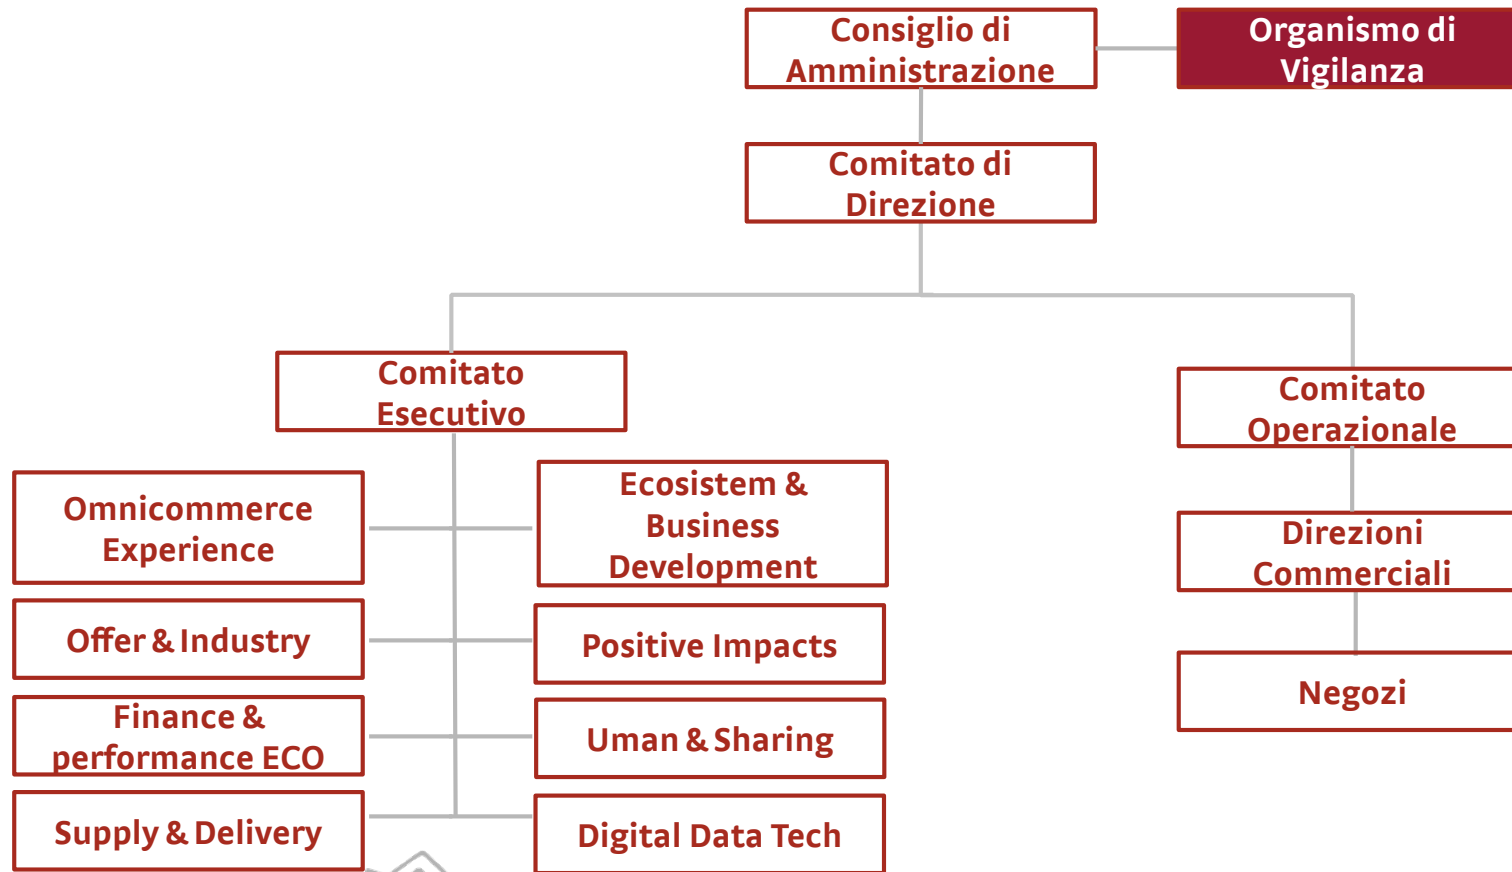 Consiglio di
Amministrazione
Organismo di
Vigilanza
Comitato di
Direzione
Comitato
Esecutivo
Comitato
Operazionale
Omnicommerce
Experience
Ecosistem &
Business
Development
Direzioni
Commerciali
Offer & Industry
Positive Impacts
Negozi
Finance &
performance ECO
Uman & Sharing
Supply & Delivery
Digital Data Tech